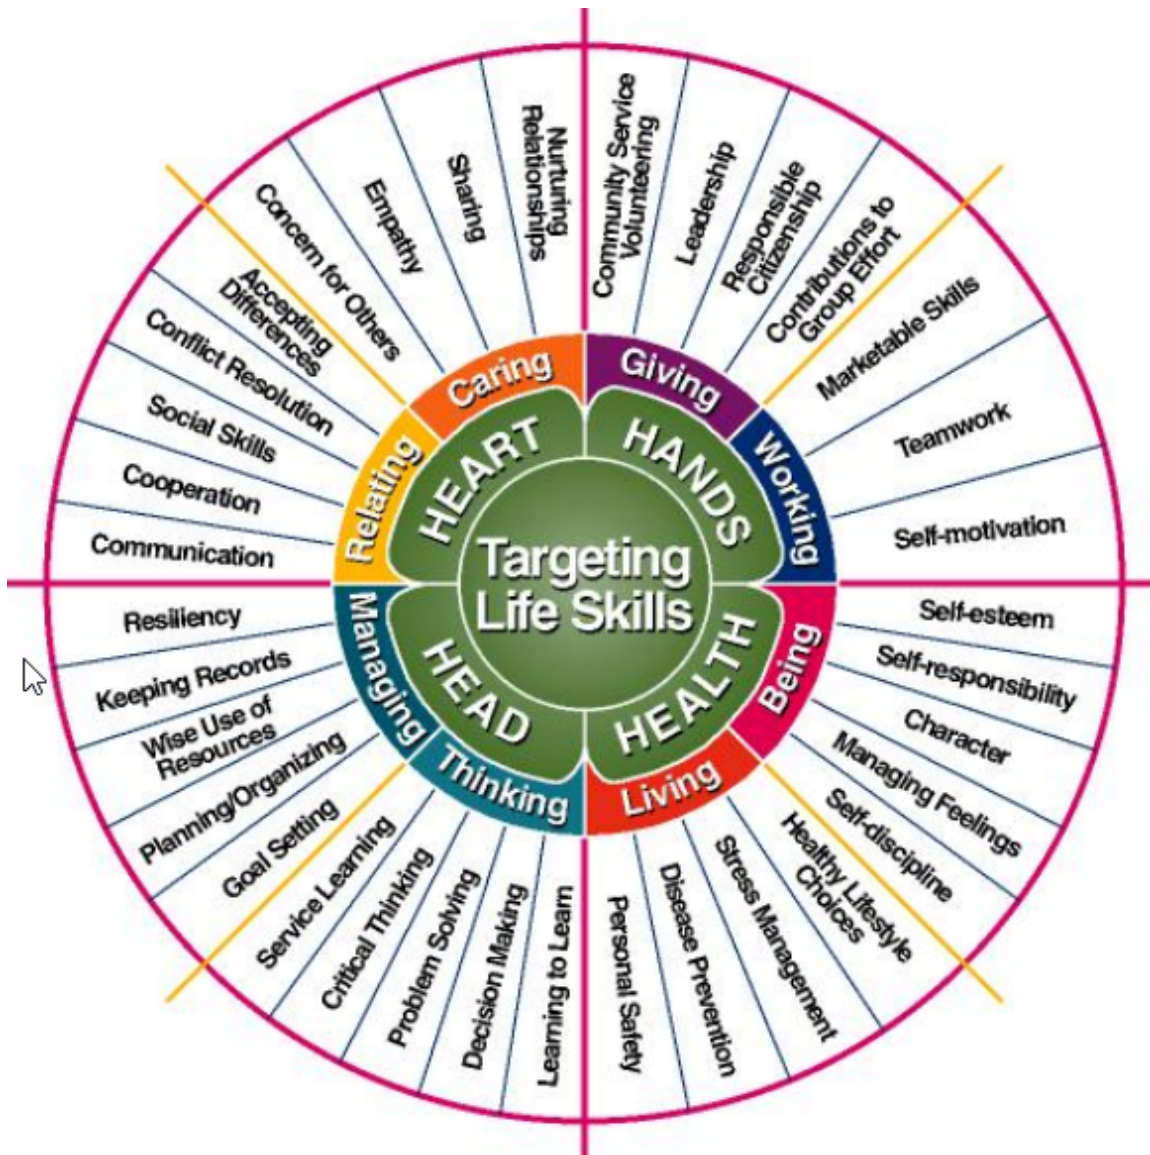 Targeting
Life Skills
HEART
HANDS
HEALTH
HEAD
Caring
Giving
Working
Being
Living
Thinking
Managing
Relating
Nurturing
Relationships
Sharing
Empathy
Concern for Others
Community Service
Volunteering
Leadership
Responsible
Citizenship
Contributions to
Group Effort
Marketable Skills
Teamwork
Self-motivation
Self-esteem
Self-responsibility
Character
Managing Feelings
Self-discipline
Healthy Lifestyle
Choices
Stress Management
Disease Prevention
Personal Safety
Learning to Learn
Decision Making
Problem Solving
Critical Thinking
Service Learning
Goal Setting
Planning/Organizing
Wise Use of
Resources
Keeping Records
Resiliency
Communication
Cooperation
Social Skills
Conflict Resolution
Accepting
Differences